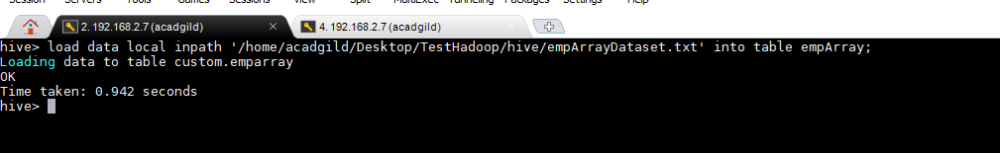 Session Servers Tools Games Sessions View Split MultiExec Tunneling Packages Settings Help
2. 192.168.2.7 (acadgild) 4. 192.168.2.7 (acadgild)
hive> load data local inpath '/home/acadgild/Desktop/TestHadoop/hive/empArrayDataset.txt' into table empArray;
Loading data to table custom.emparray
OK
Time taken: 0.942 seconds
hive>